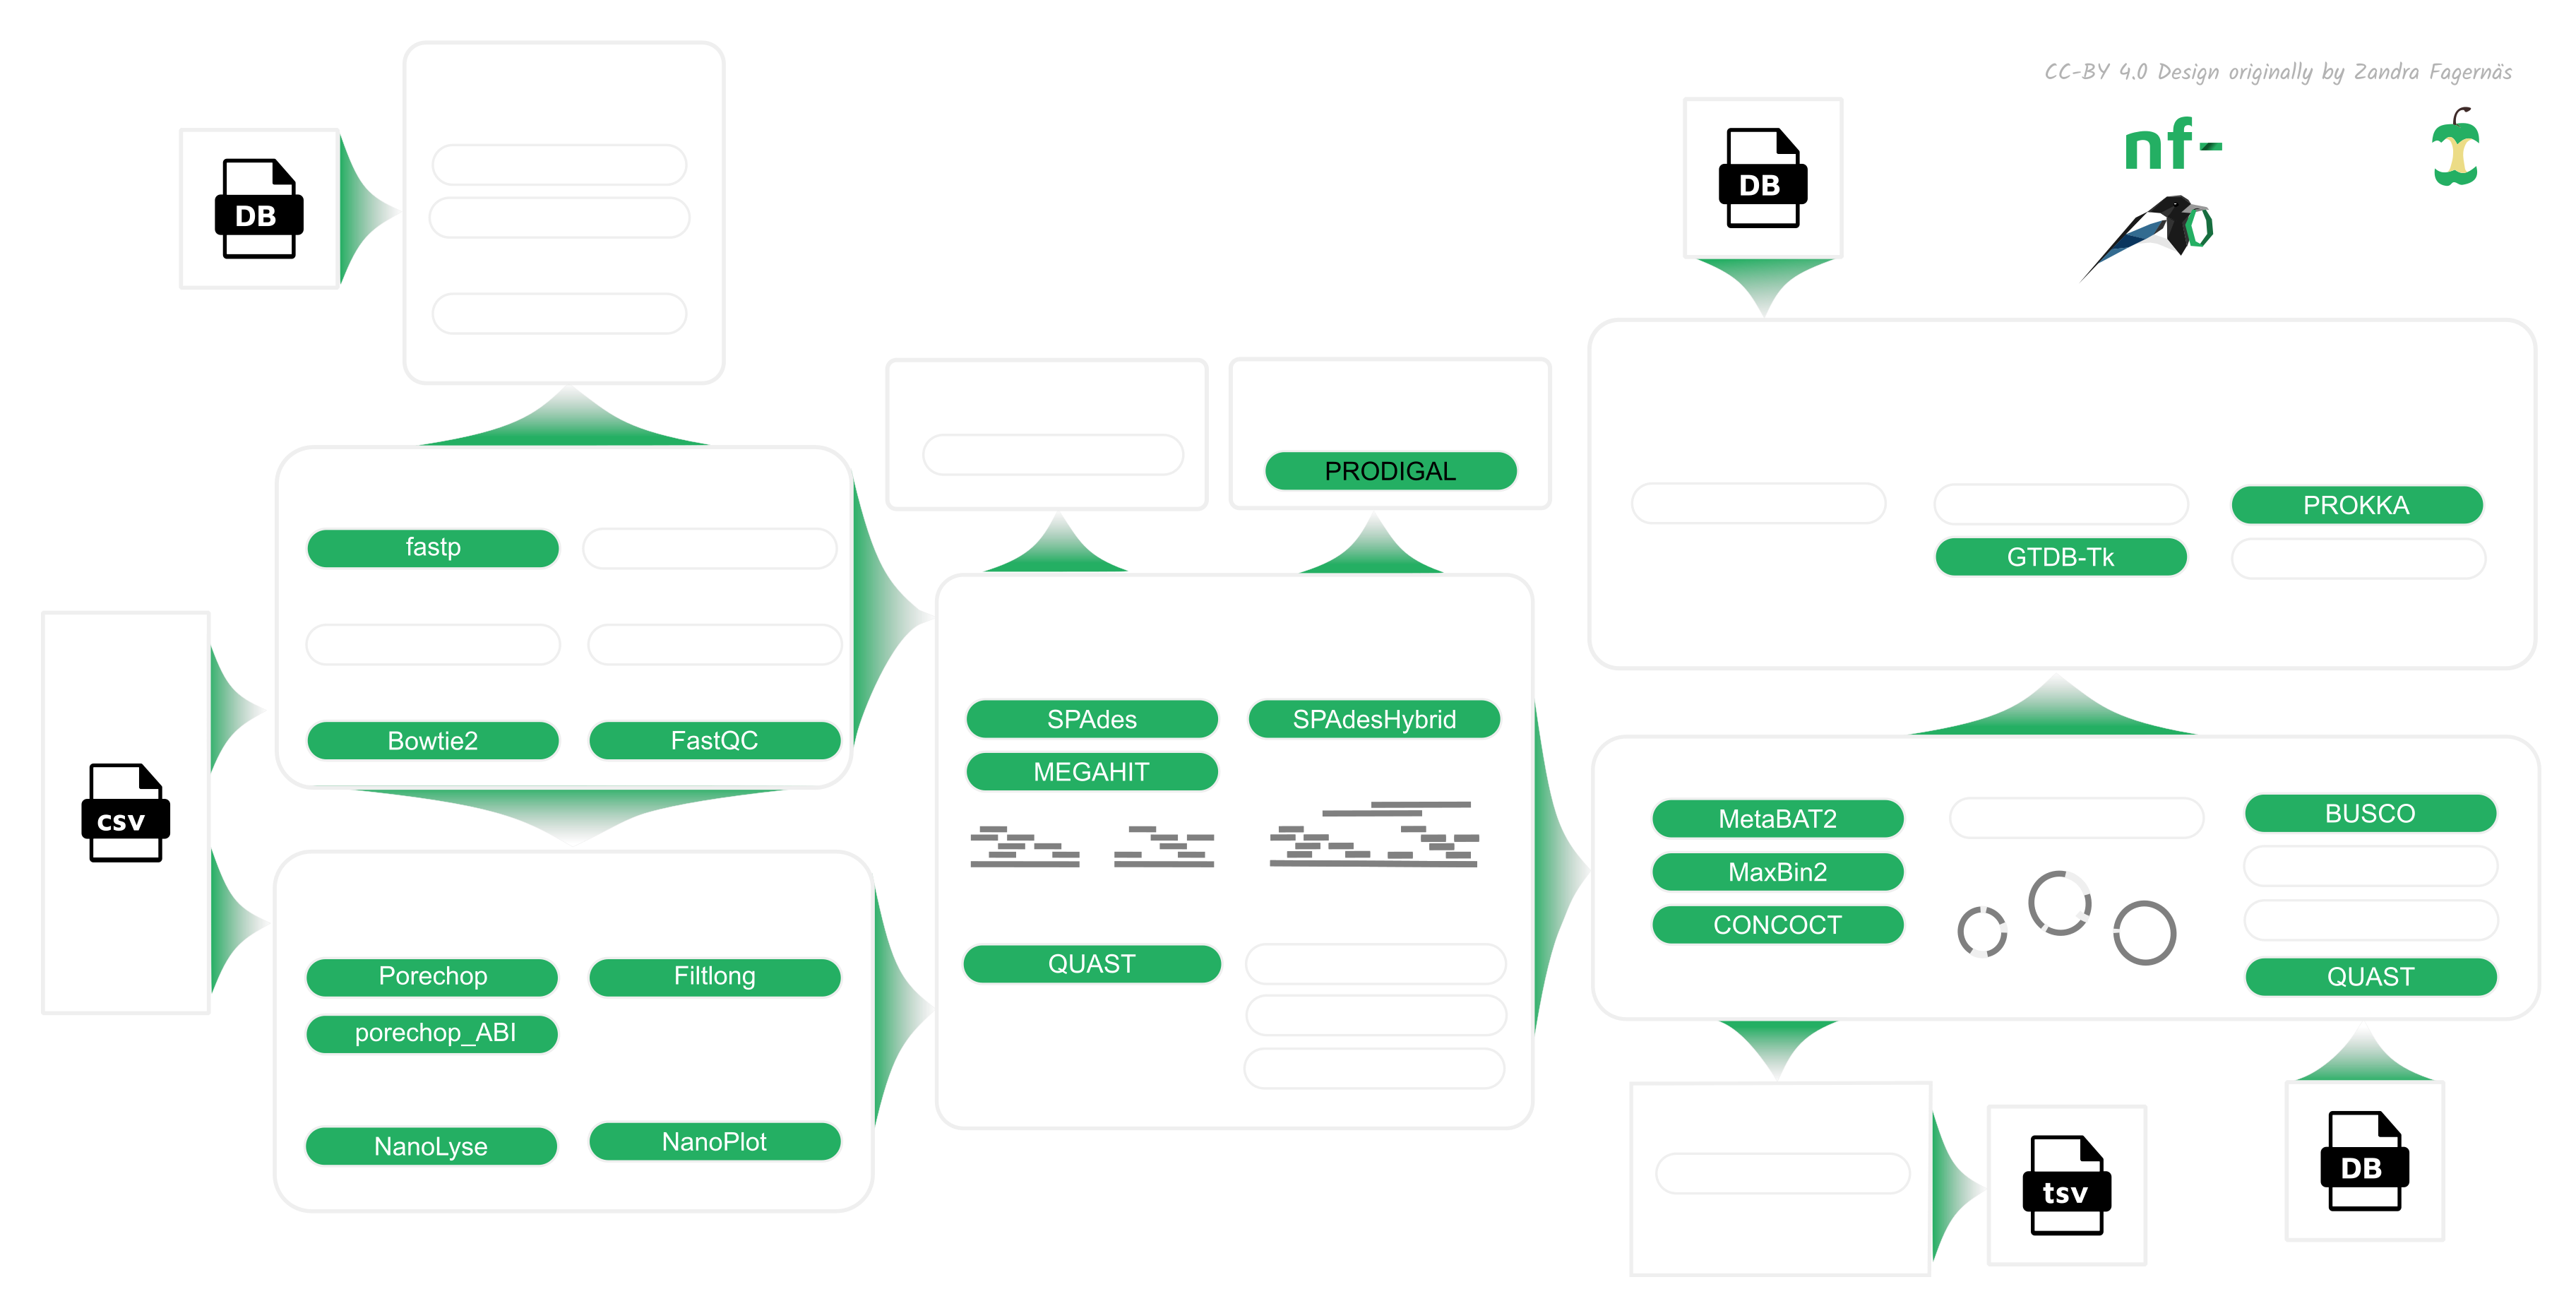 CC-BY 4.0 Design originally by Zandra Fagernäs
nf-
DB
DB
PRODIGAL
PROKKA
GTDB-Tk
fastp
Bowtie2
FastQC
csv
SPAdes
SPAdesHybrid
MEGAHIT
QUAST
Porechop
Filtlong
porechop_ABI
NanoLyse
NanoPlot
MetaBAT2
BUSCO
MaxBin2
CONCOCT
QUAST
tsv
DB